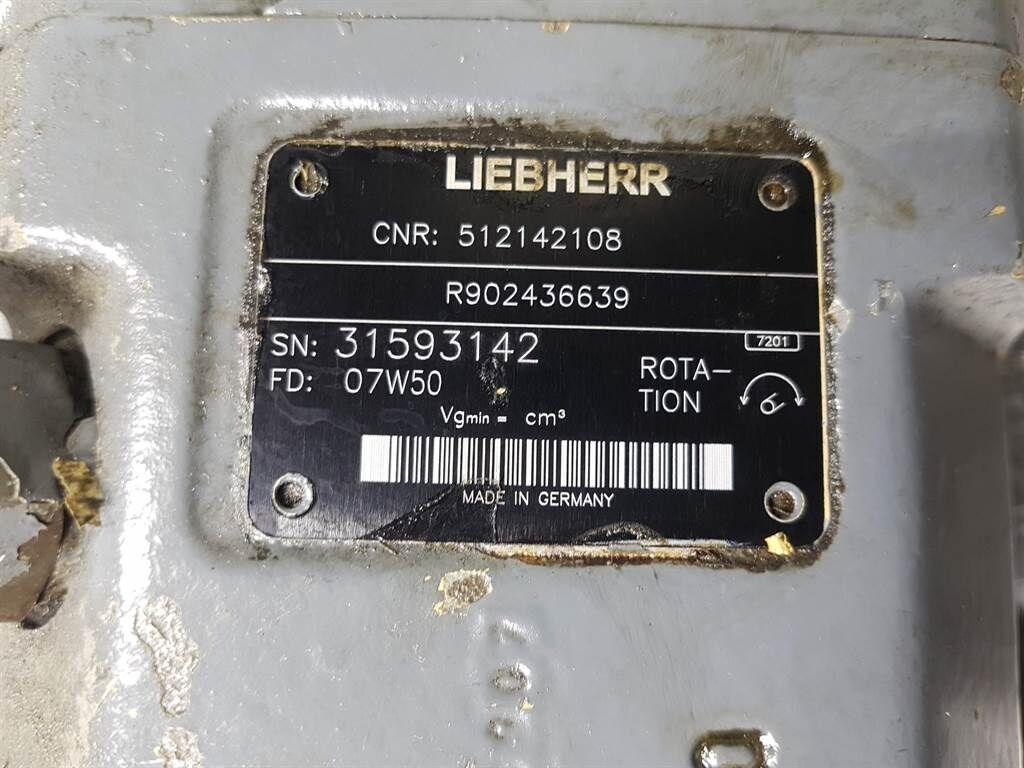 LIEBHERR
CNR: 512142108
R902436639
SN: 31593142
7201
FD: 07W50
ROTA-
TION
Vgmin = cm³
MADE IN GERMANY